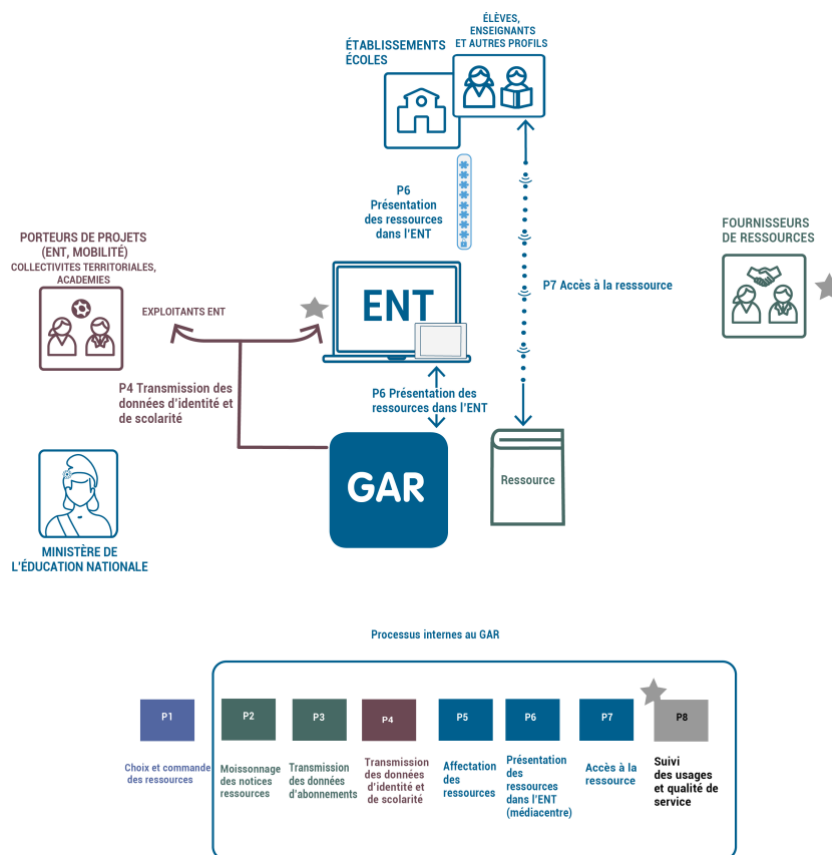 ÉLÈVES,
ENSEIGNANTS
ET AUTRES PROFILS
ÉTABLISSEMENTS
ÉCOLES
P6
Présentation
des ressources
dans l'ENT
PORTEURS DE PROJETS
(ENT, MOBILITÉ)
COLLECTIVITES TERRITORIALES,
ACADEMIES
FOURNISSEURS
DE RESSOURCES
P7 Accès à la resssource
EXPLOITANTS ENT
ENT
P4 Transmission des
données d'identité et
de scolarité
P6 Présentation des
ressources dans l'ENT
GAR
Ressource
MINISTÈRE DE
L'ÉDUCATION NATIONALE
Processus internes au GAR
P1
Choix et commande
des ressources
P2
Moissonnage
des notices
ressources
P3
Transmission
des données
d'abonnements
P4
Transmission
des données
d'identité et
de scolarité
P5
Affectation
des
ressources
P6
Présentation
des
ressources
dans l'ENT
(médiacentre)
P7
Accès à la
ressource
P8
Suivi
des usages
et qualité de
service